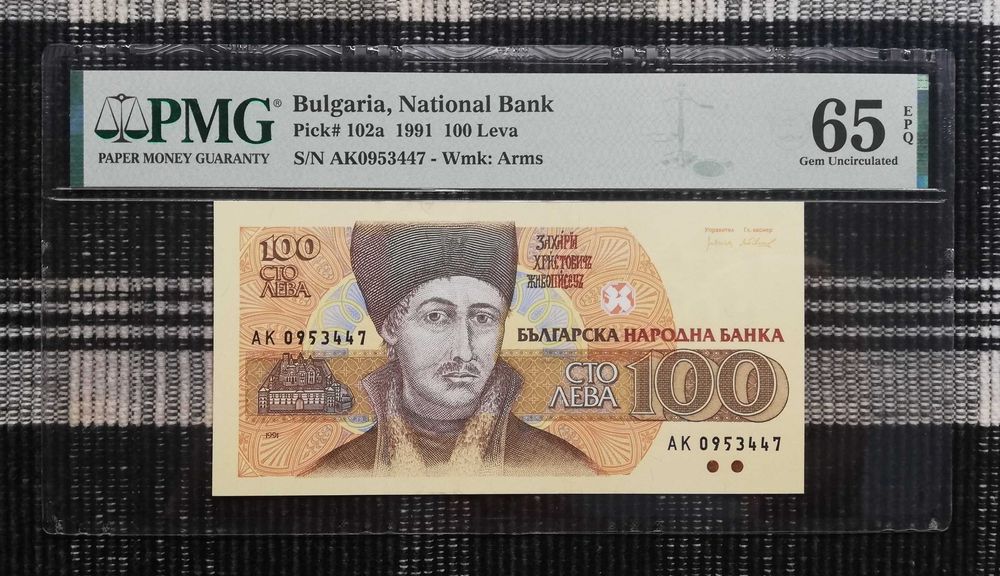 PMG®
PAPER MONEY GUARANTY
Bulgaria, National Bank
Pick# 102a 1991 100 Leva
S/N AK0953447 - Wmk: Arms
65
EPQ
Gem Uncirculated
100
СТО
ЛЕВА
ЗАХАРИ
ХРИСТОВИЧЪ
ЖИВОПИСЕЦЪ
Управител Гл. касиер
АК 0953447
БЪЛГАРСКА НАРОДНА БАНКА
СТО
ЛЕВА
100
1991
АК 0953447